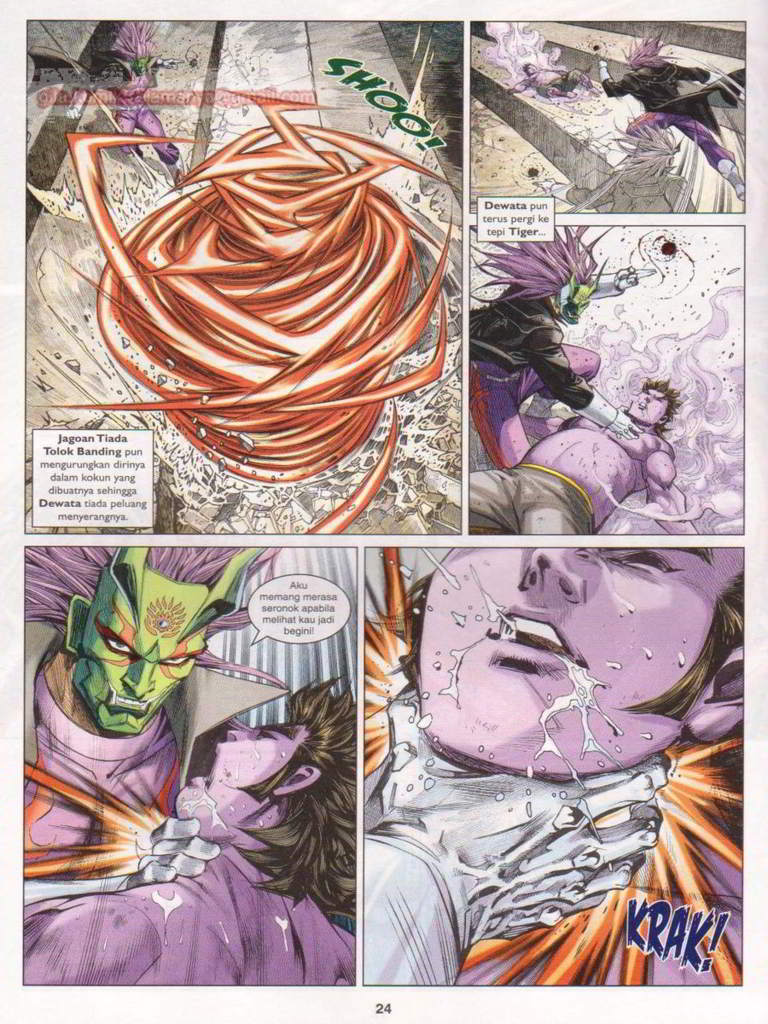 SHOO!
Jagoan Tiada
Tolok Banding pun
mengurungkan dirinya
dalam kokun yang
dibuatnya sehingga
Dewata tiada peluang
menyerangnya.
Dewata pun
terus pergi ke
tepi Tiger...
Aku
memang merasa
seronok apabila
melihat kau jadi
begini!
KRAK!
24